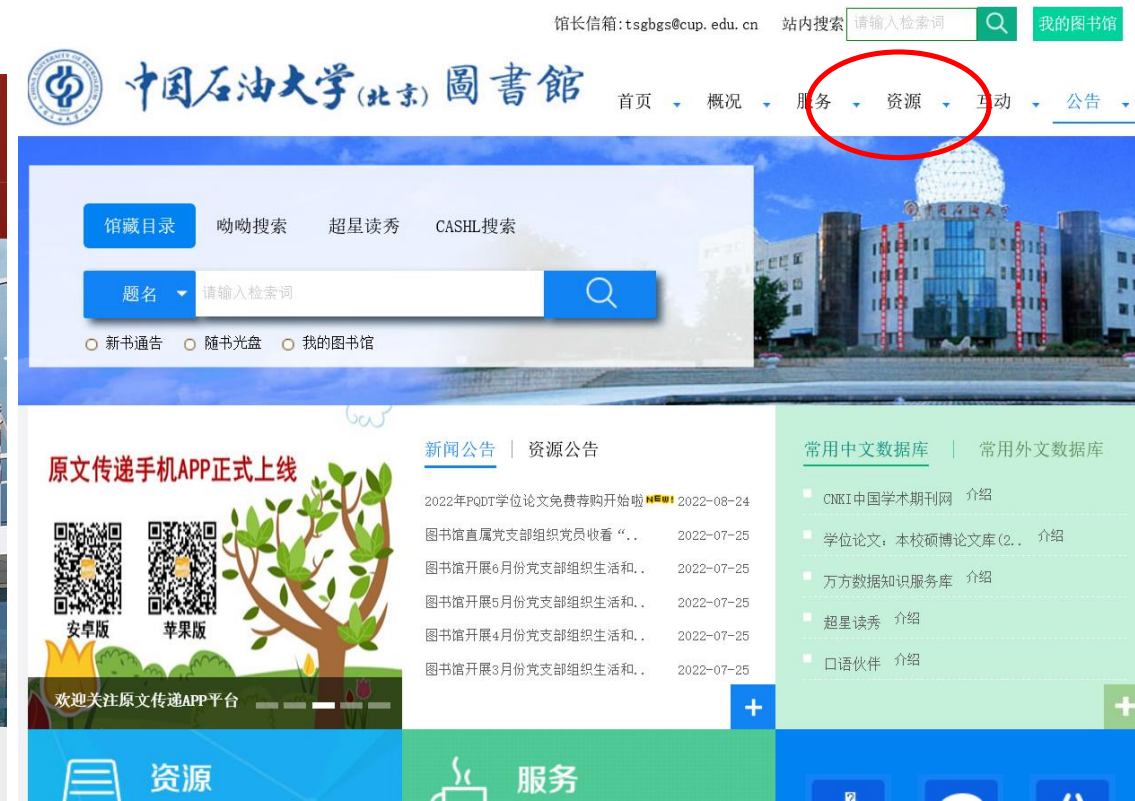 馆长信箱:tsgbgs@cup.edu.cn 站内搜索 请输入检索词 我的图书馆
中国石油大学(北京)圖書館
首页 概况 服务 资源 互动 公告
馆藏目录 呦呦搜索 超星读秀 CASHL搜索
题名 请输入检索词
新书通告 随书光盘 我的图书馆
原文传递手机APP正式上线
安卓版 苹果版
欢迎关注原文传递APP平台
新闻公告 | 资源公告
2022年PQDT学位论文免费荐购开始啦 NEW! 2022-08-24
图书馆直属党支部组织党员收看“.. 2022-07-25
图书馆开展6月份党支部组织生活和.. 2022-07-25
图书馆开展5月份党支部组织生活和.. 2022-07-25
图书馆开展4月份党支部组织生活和.. 2022-07-25
图书馆开展3月份党支部组织生活和.. 2022-07-25
+
常用中文数据库 | 常用外文数据库
CNKI中国学术期刊网 介绍
学位论文：本校硕博论文库(2.. 介绍
万方数据知识服务库 介绍
超星读秀 介绍
口语伙伴 介绍
+
资源
服务